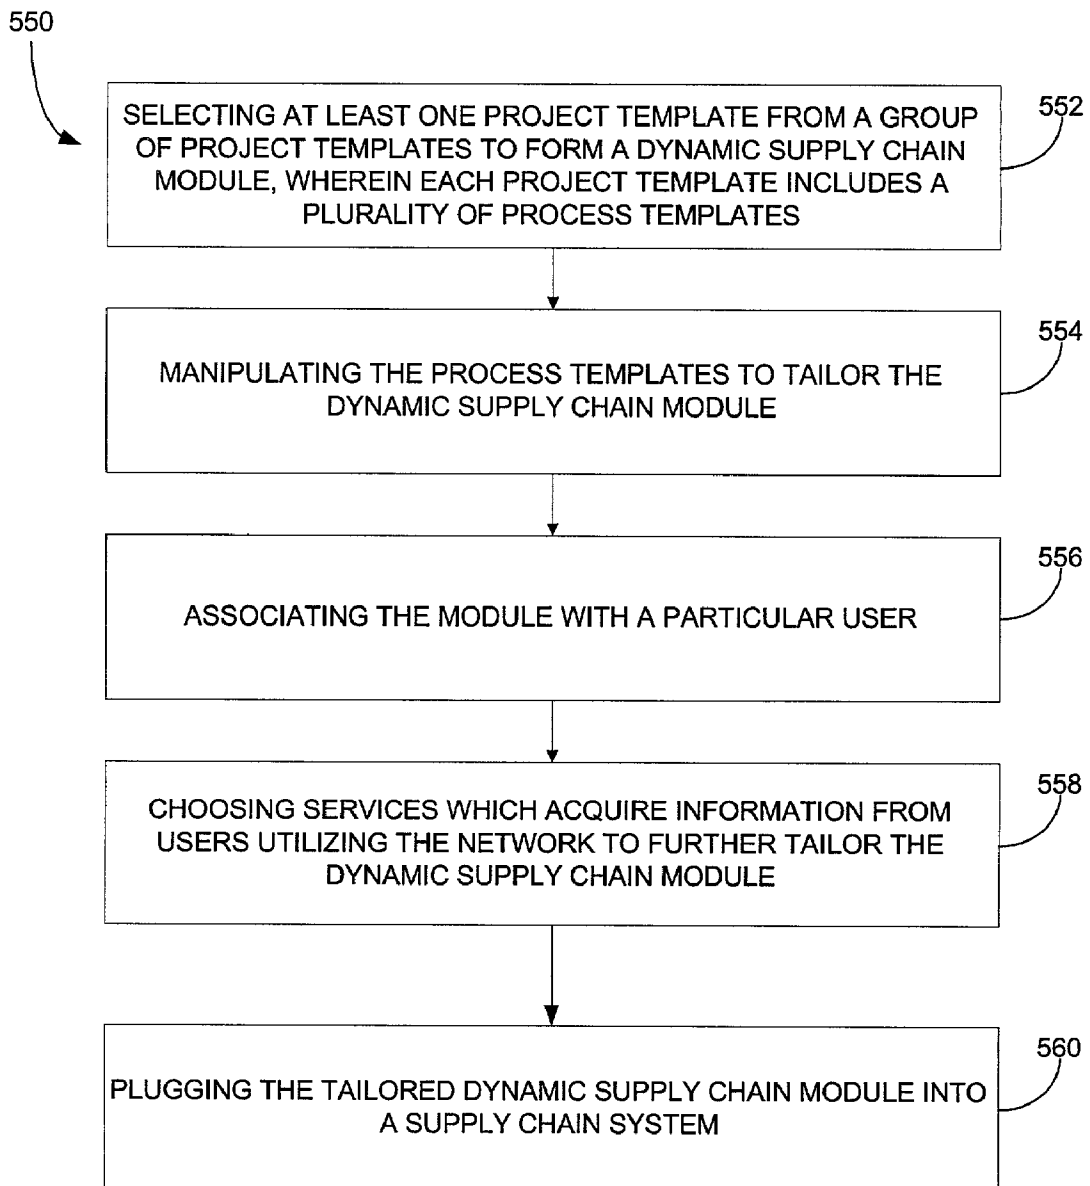 550
SELECTING AT LEAST ONE PROJECT TEMPLATE FROM A GROUP
OF PROJECT TEMPLATES TO FORM A DYNAMIC SUPPLY CHAIN
MODULE, WHEREIN EACH PROJECT TEMPLATE INCLUDES A
PLURALITY OF PROCESS TEMPLATES
552
MANIPULATING THE PROCESS TEMPLATES TO TAILOR THE
DYNAMIC SUPPLY CHAIN MODULE
554
ASSOCIATING THE MODULE WITH A PARTICULAR USER
556
CHOOSING SERVICES WHICH ACQUIRE INFORMATION FROM
USERS UTILIZING THE NETWORK TO FURTHER TAILOR THE
DYNAMIC SUPPLY CHAIN MODULE
558
PLUGGING THE TAILORED DYNAMIC SUPPLY CHAIN MODULE INTO
A SUPPLY CHAIN SYSTEM
560